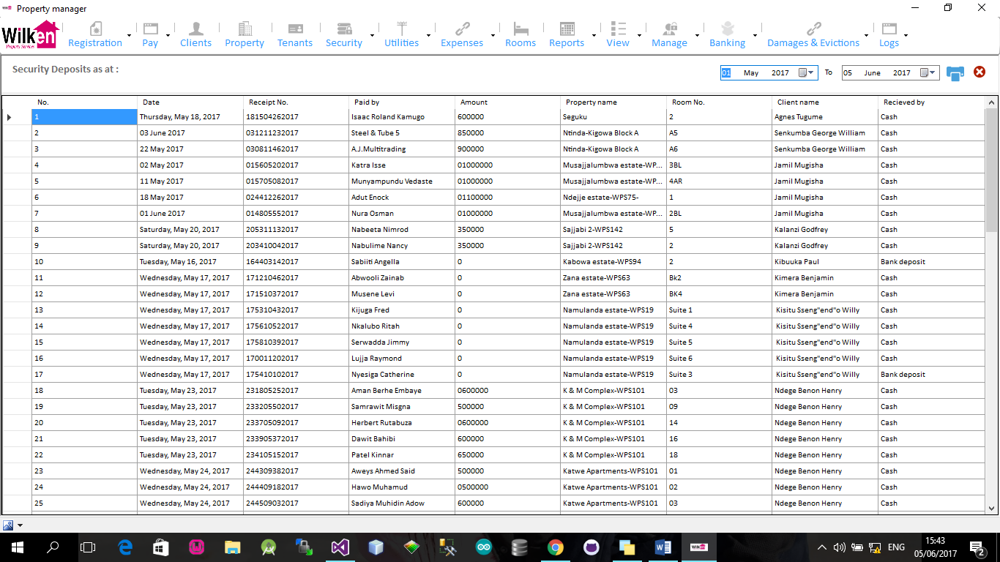 Property manager
Wilken
Property Services
Registration Pay Clients Property Tenants Security Utilities Expenses Rooms Reports View Manage Banking Damages & Evictions Logs
Security Deposits as at :
01 May 2017 To 05 June 2017
No. Date Receipt No. Paid by Amount Property name Room No. Client name Recieved by
1 Thursday, May 18, 2017 181504262017 Isaac Roland Kamugo 600000 Seguku 2 Agnes Tugume Cash
2 03 June 2017 031211232017 Steel & Tube 5 850000 Ntinda-Kigowa Block A A5 Senkumba George William Cash
3 22 May 2017 030811462017 A.J.Multitrading 900000 Ntinda-Kigowa Block A A6 Senkumba George William Cash
4 02 May 2017 015605202017 Katra Isse 01000000 Musajjalumbwa estate-WP... 3BL Jamil Mugisha Cash
5 11 May 2017 015705082017 Munyampundu Vedaste 01000000 Musajjalumbwa estate-WP... 4AR Jamil Mugisha Cash
6 18 May 2017 024412262017 Adut Enock 01100000 Ndejje estate-WPS75- 1 Jamil Mugisha Cash
7 01 June 2017 014805552017 Nura Osman 01000000 Musajjalumbwa estate-WP... 2BL Jamil Mugisha Cash
8 Saturday, May 20, 2017 205311132017 Nabeeta Nimrod 350000 Sajjabi 2-WPS142 5 Kalanzi Godfrey Cash
9 Saturday, May 20, 2017 203410042017 Nabulime Nancy 350000 Sajjabi 2-WPS142 2 Kalanzi Godfrey Cash
10 Tuesday, May 16, 2017 164403142017 Sabiiti Angella 0 Kabowa estate-WPS94 2 Kibuuka Paul Bank deposit
11 Wednesday, May 17, 2017 171210462017 Abwooli Zainab 0 Zana estate-WPS63 Bk2 Kimera Benjamin Cash
12 Wednesday, May 17, 2017 171510372017 Musene Levi 0 Zana estate-WPS63 BK4 Kimera Benjamin Cash
13 Wednesday, May 17, 2017 175310432017 Kijuga Fred 0 Namulanda estate-WPS19 Suite 1 Kisitu Sseng"end"o Willy Cash
14 Wednesday, May 17, 2017 175610522017 Nkalubo Ritah 0 Namulanda estate-WPS19 Suite 4 Kisitu Sseng"end"o Willy Cash
15 Wednesday, May 17, 2017 175810392017 Serwadda Jimmy 0 Namulanda estate-WPS19 Suite 5 Kisitu Sseng"end"o Willy Cash
16 Wednesday, May 17, 2017 170011202017 Lujja Raymond 0 Namulanda estate-WPS19 Suite 6 Kisitu Sseng"end"o Willy Cash
17 Wednesday, May 17, 2017 175410102017 Nyesiga Catherine 0 Namulanda estate-WPS19 Suite 3 Kisitu Sseng"end"o Willy Bank deposit
18 Tuesday, May 23, 2017 231805252017 Aman Berhe Embaye 0600000 K & M Complex-WPS101 03 Ndege Benon Henry Cash
19 Tuesday, May 23, 2017 233205502017 Samrawit Misgna 500000 K & M Complex-WPS101 09 Ndege Benon Henry Cash
20 Tuesday, May 23, 2017 233705092017 Herbert Rutabuza 0600000 K & M Complex-WPS101 14 Ndege Benon Henry Cash
21 Tuesday, May 23, 2017 233905372017 Dawit Bahibi 600000 K & M Complex-WPS101 16 Ndege Benon Henry Cash
22 Tuesday, May 23, 2017 234105152017 Patel Kinnar 650000 K & M Complex-WPS101 18 Ndege Benon Henry Cash
23 Wednesday, May 24, 2017 244309382017 Aweys Ahmed Said 500000 Katwe Apartments-WPS101 01 Ndege Benon Henry Cash
24 Wednesday, May 24, 2017 244409182017 Hawo Muhamud 0500000 Katwe Apartments-WPS101 02 Ndege Benon Henry Cash
25 Wednesday, May 24, 2017 244509032017 Sadiya Muhidin Adow 600000 Katwe Apartments-WPS101 03 Ndege Benon Henry Cash
ENG 15:43
05/06/2017 2